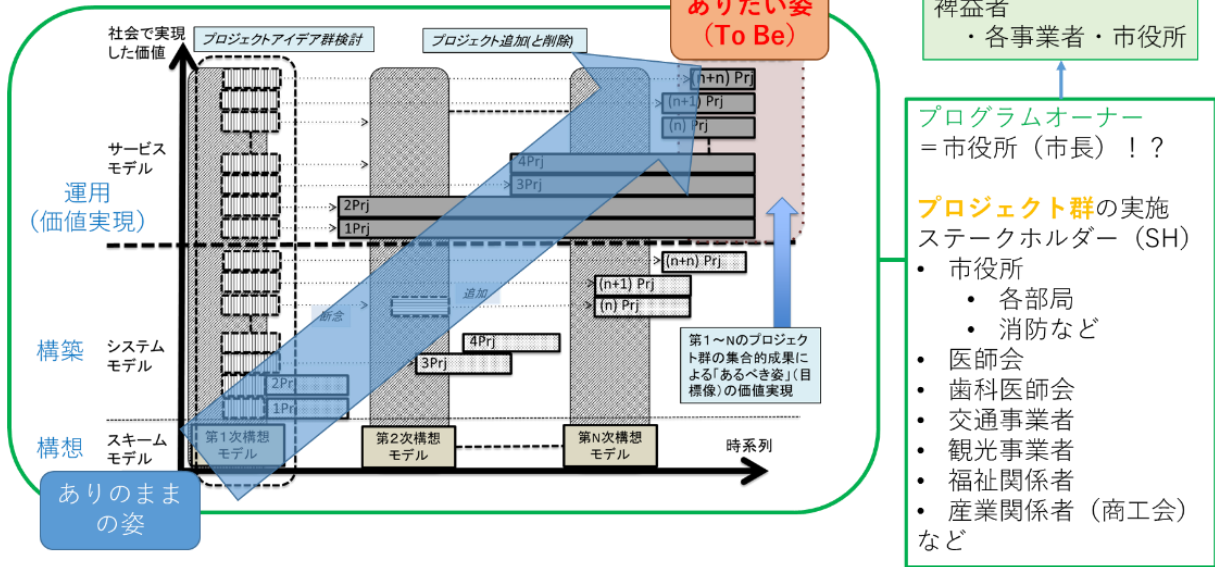 ありたい姿
（To Be）
社会で実現
した価値
プロジェクトアイデア群検討
プロジェクト追加(と削除)
(n+n) Prj
(n+1) Prj
(n) Prj
サービス
モデル
4Prj
3Prj
運用
（価値実現）
2Prj
1Prj
(n+n) Prj
(n+1) Prj
(n) Prj
追加
断念
構築
システム
モデル
4Prj
3Prj
2Prj
1Prj
第１～Nのプロジェク
ト群の集合的成果に
よる「あるべき姿」（目
標像）の価値実現
構想
スキーム
モデル
第１次構想
モデル
第２次構想
モデル
第N次構想
モデル
時系列
ありのまま
の姿
裨益者
・各事業者・市役所
プログラムオーナー
＝市役所（市長）！？
プロジェクト群の実施
ステークホルダー（SH）
• 市役所
• 各部局
• 消防など
• 医師会
• 歯科医師会
• 交通事業者
• 観光事業者
• 福祉関係者
• 産業関係者（商工会）
など